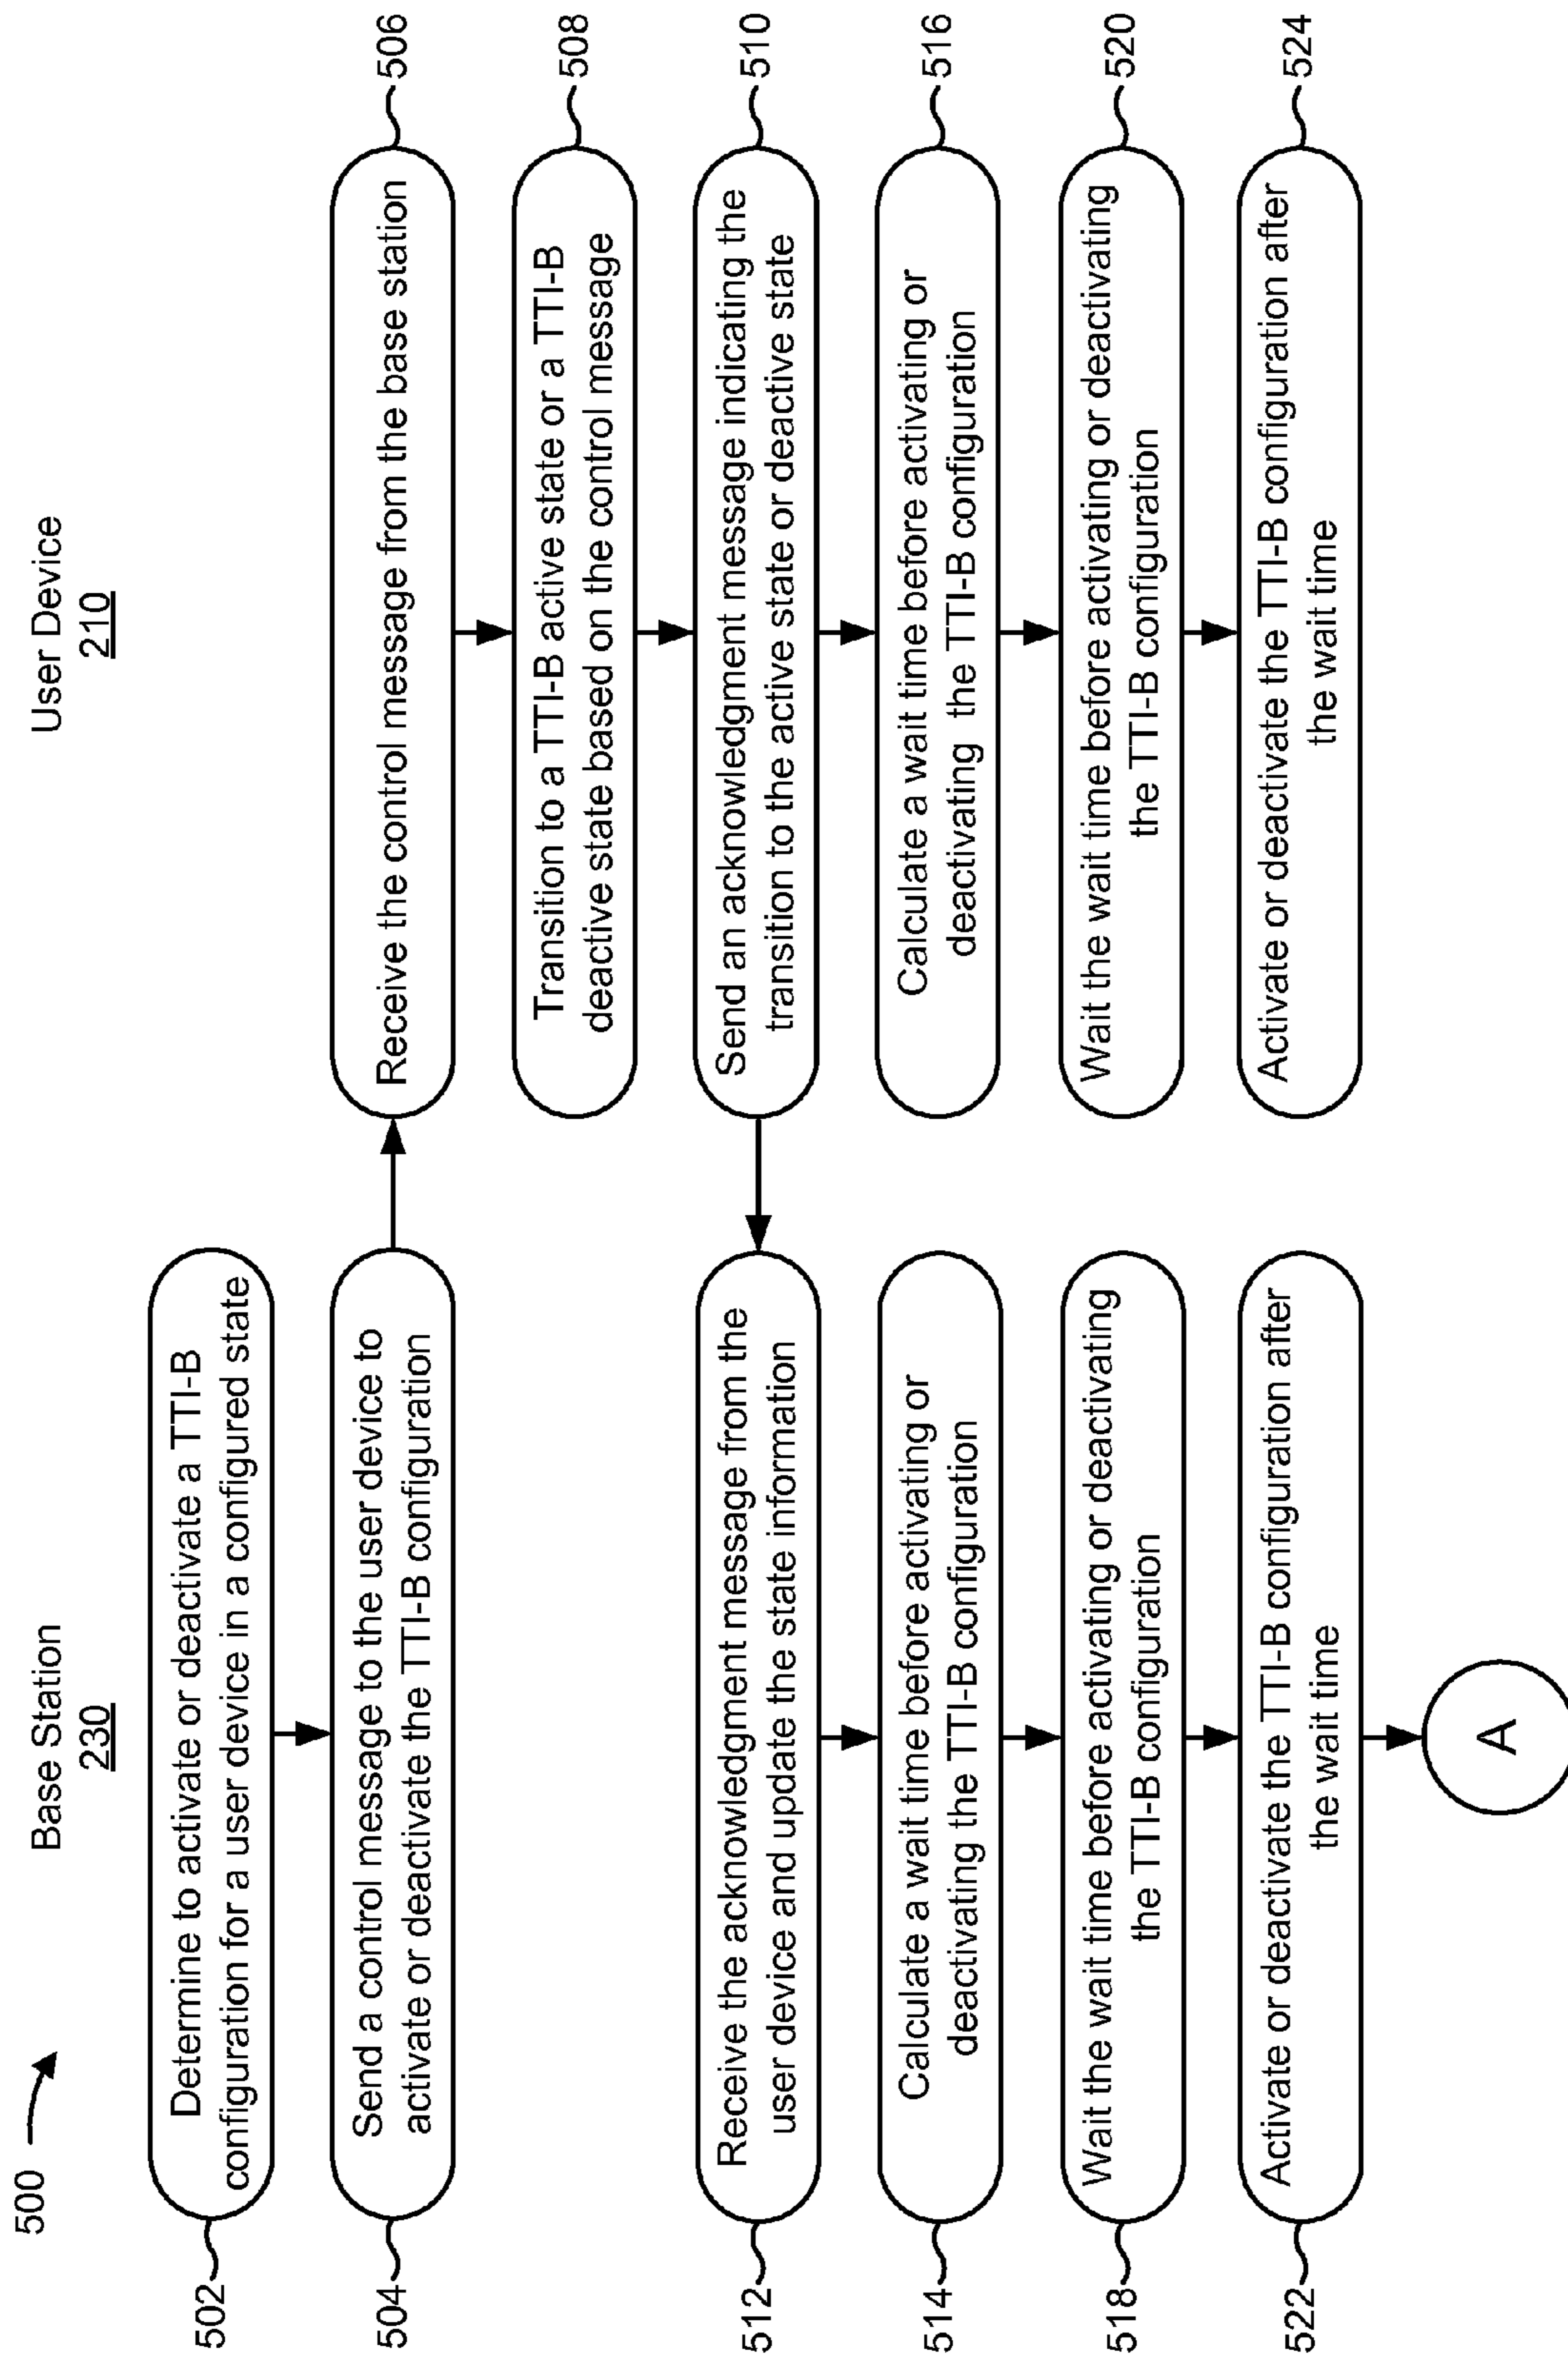 500
Base Station
230
User Device
210
502
Determine to activate or deactivate a TTI-B
configuration for a user device in a configured state
504
Send a control message to the user device to
activate or deactivate the TTI-B configuration
Receive the control message from the base station
506
Transition to a TTI-B active state or a TTI-B
deactive state based on the control message
508
Send an acknowledgment message indicating the
transition to the active state or deactive state
510
512
Receive the acknowledgment message from the
user device and update the state information
514
Calculate a wait time before activating or
deactivating the TTI-B configuration
Calculate a wait time before activating or
deactivating the TTI-B configuration
516
518
Wait the wait time before activating or deactivating
the TTI-B configuration
Wait the wait time before activating or deactivating
the TTI-B configuration
520
522
Activate or deactivate the TTI-B configuration after
the wait time
Activate or deactivate the TTI-B configuration after
the wait time
524
A